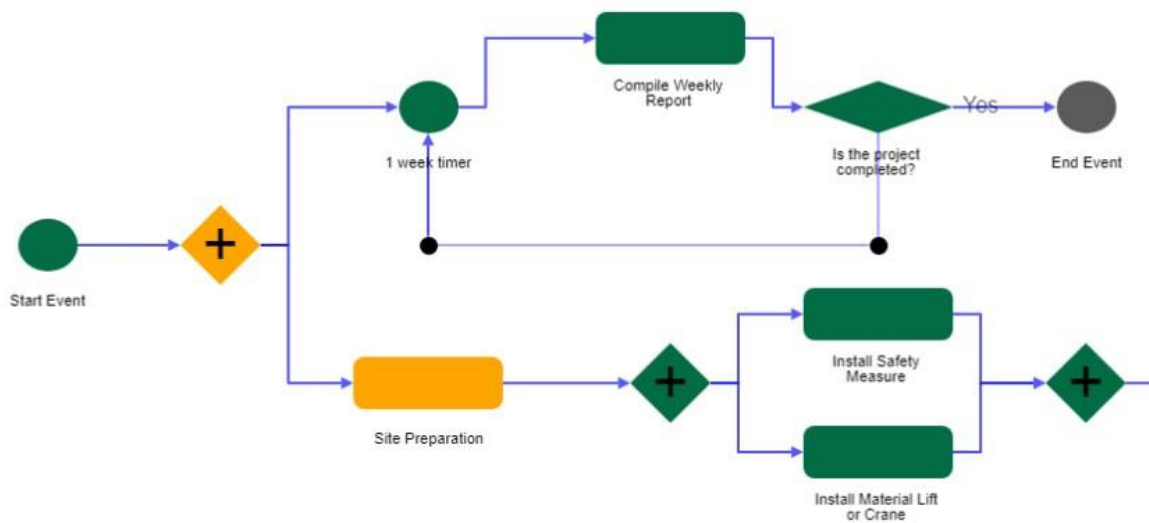 Compile Weekly
Report
Yes
1 week timer
Is the project
completed?
End Event
Start Event
Install Safety
Measure
Site Preparation
Install Material Lift
or Crane